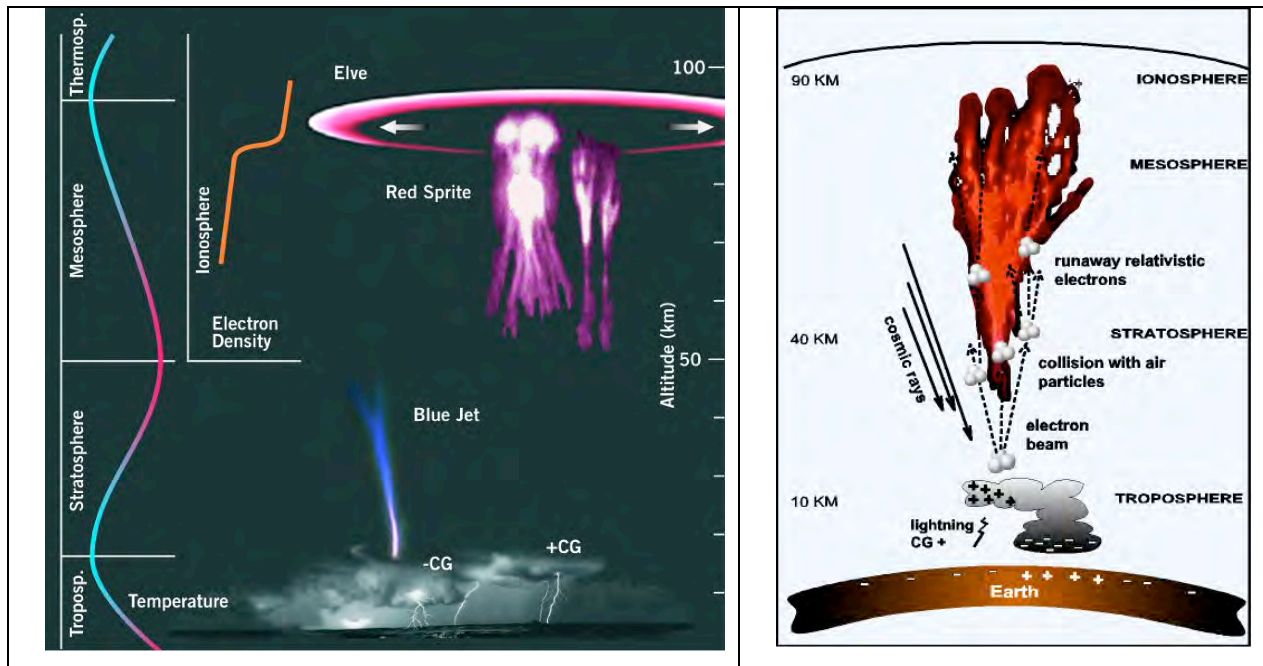 Thermosp.
Mesosphere
Stratosphere
Troposp.
Temperature
Ionosphere
Electron
Density
Elve
Red Sprite
Blue Jet
-CG
+CG
Altitude (km)
100
50
90 KM
IONOSPHERE
MESOSPHERE
runaway relativistic
electrons
STRATOSPHERE
40 KM
cosmic rays
collision with air
particles
electron
beam
10 KM
TROPOSPHERE
lightning
CG +
Earth